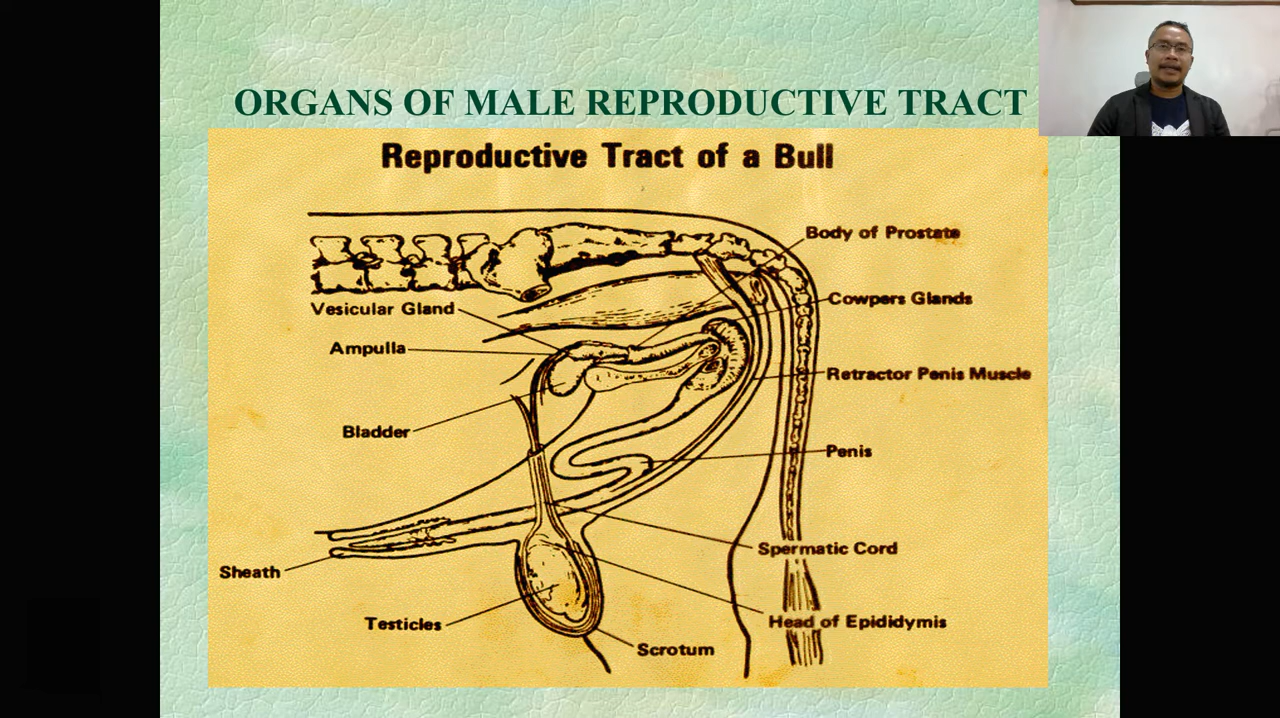 ORGANS OF MALE REPRODUCTIVE TRACT
Reproductive Tract of a Bull
Body of Prostate
Vesicular Gland
Cowpers Glands
Ampulla
Retractor Penis Muscle
Bladder
Penis
Spermatic Cord
Sheath
Testicles
Head of Epididymis
Scrotum